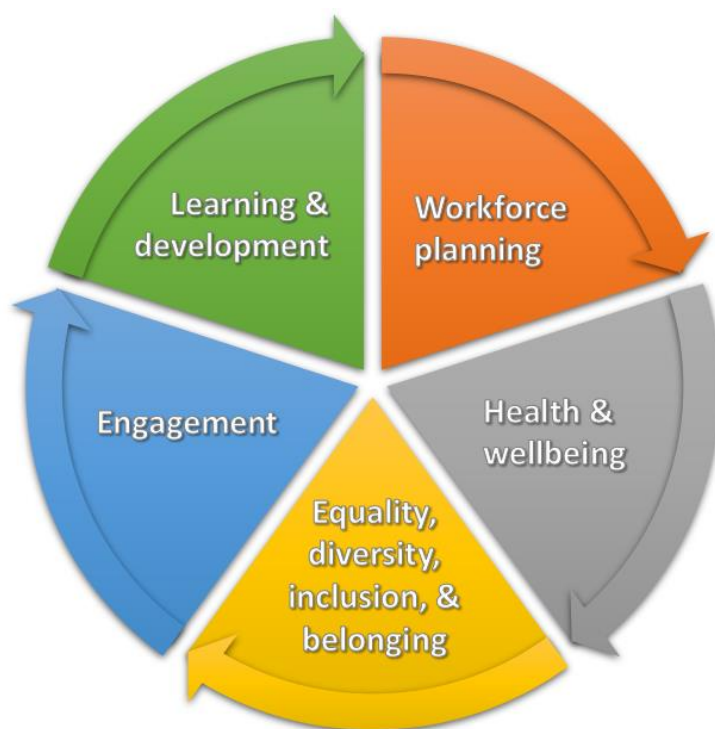 Learning &
development
Workforce
planning
Engagement
Health &
wellbeing
Equality,
diversity,
inclusion, &
belonging